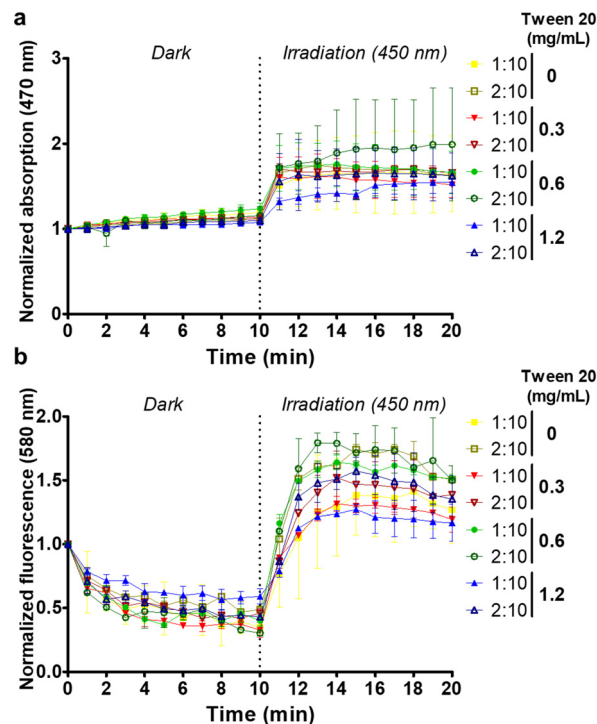 a
Dark
Irradiation (450 nm)
Normalized absorption (470 nm)
3
2
1
0
0 2 4 6 8 10 12 14 16 18 20
Time (min)
Tween 20
(mg/mL)
1:10
2:10
0
1:10
2:10
0.3
1:10
2:10
0.6
1:10
2:10
1.2
b
Dark
Irradiation (450 nm)
Normalized fluorescence (580 nm)
2.0
1.5
1.0
0.5
0.0
0 2 4 6 8 10 12 14 16 18 20
Time (min)
Tween 20
(mg/mL)
1:10
2:10
0
1:10
2:10
0.3
1:10
2:10
0.6
1:10
2:10
1.2